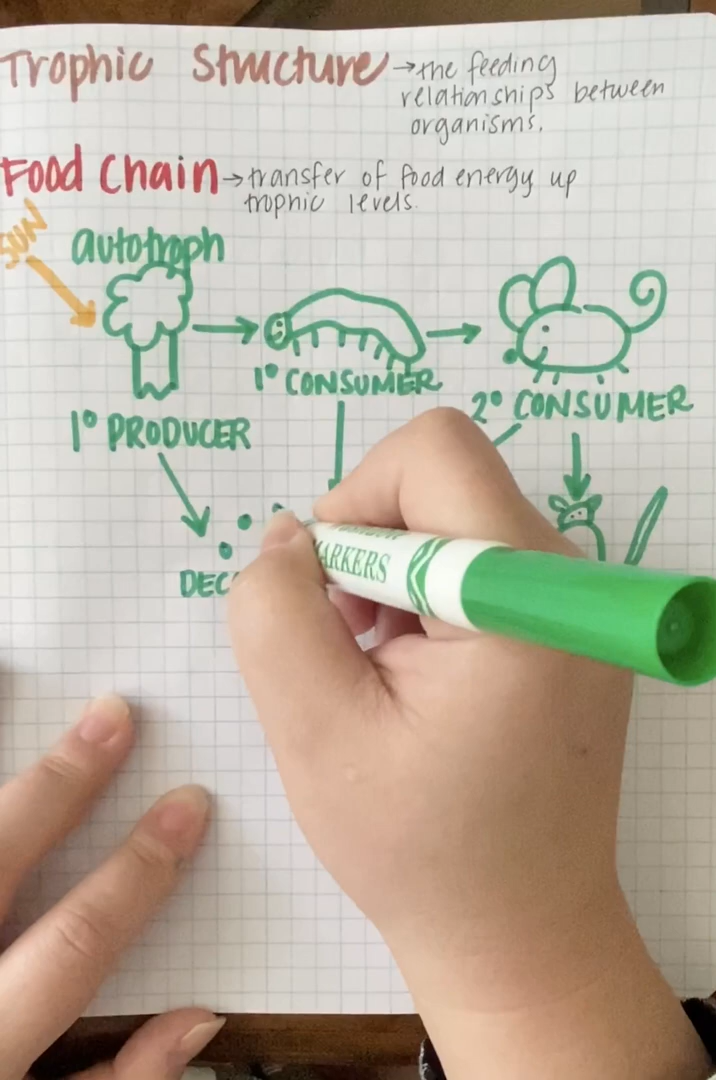 Trophic Structure → the feeding
relationships between
organisms.
Food Chain → transfer of food energy up
trophic levels.
SUN
autotroph
1° CONSUMER
2° CONSUMER
1° PRODUCER
MARKERS
DEC